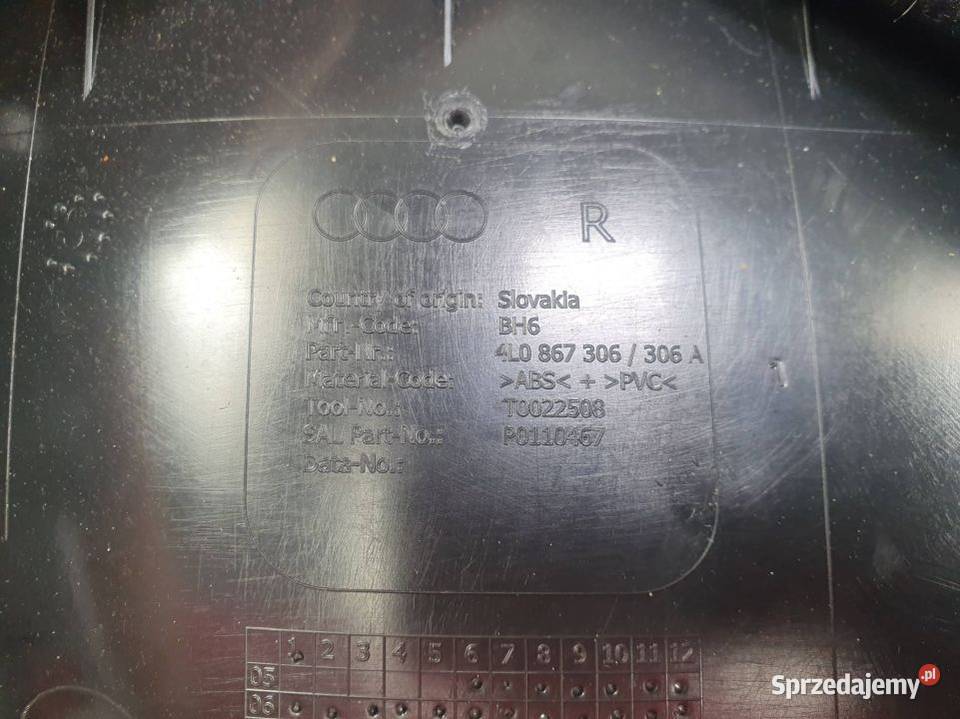 R
Country of origin: Slovakia
Mfr.-Code: BH6
Part-Nr.: 4L0 867 306 / 306 A
Material-Code: >ABS< + >PVC<
Tool-No.: T0022508
SAL Part-No.: P0110467
Data-No.:
1
1 2 3 4 5 6 7 8 9 10 11 12
05
06
Sprzedajemy.pl